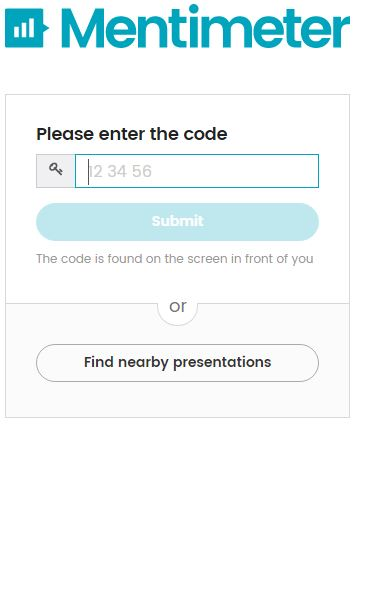 Mentimeter
Please enter the code
12 34 56
Submit
The code is found on the screen in front of you
or
Find nearby presentations